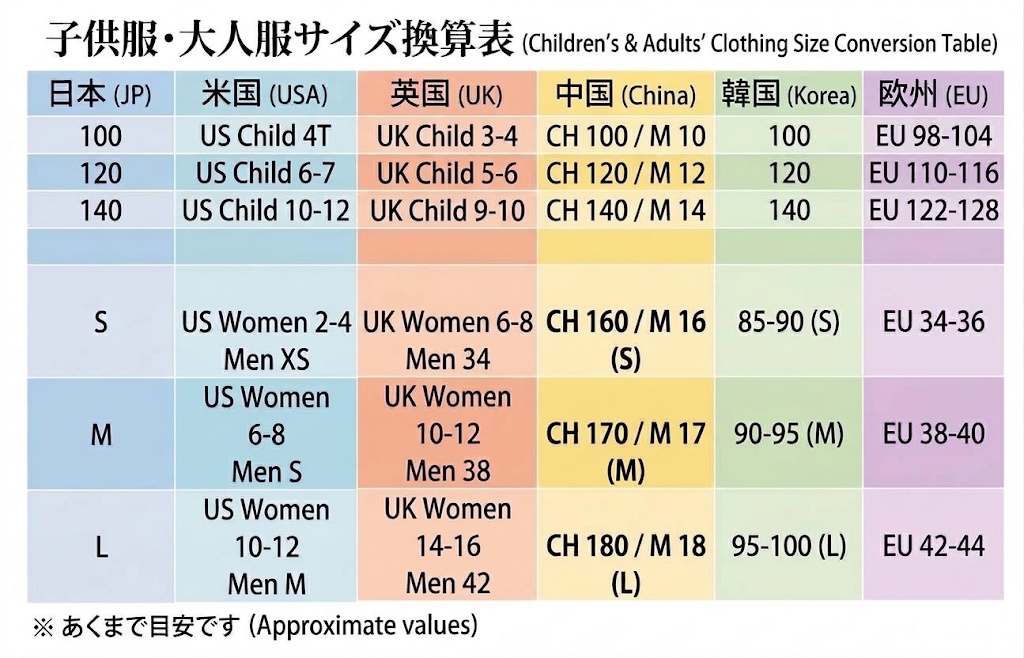 子供服・大人服サイズ換算表 (Children's & Adults' Clothing Size Conversion Table)
日本 (JP) 米国 (USA) 英国 (UK) 中国 (China) 韓国 (Korea) 欧州 (EU)
100 US Child 4T UK Child 3-4 CH 100 / M 10 100 EU 98-104
120 US Child 6-7 UK Child 5-6 CH 120 / M 12 120 EU 110-116
140 US Child 10-12 UK Child 9-10 CH 140 / M 14 140 EU 122-128
S US Women 2-4 UK Women 6-8 CH 160 / M 16 85-90 (S) EU 34-36
Men XS Men 34 (S)
US Women UK Women
M 6-8 10-12 CH 170 / M 17 90-95 (M) EU 38-40
Men S Men 38 (M)
US Women UK Women
L 10-12 14-16 CH 180 / M 18 95-100 (L) EU 42-44
Men M Men 42 (L)
※ あくまで目安です (Approximate values)